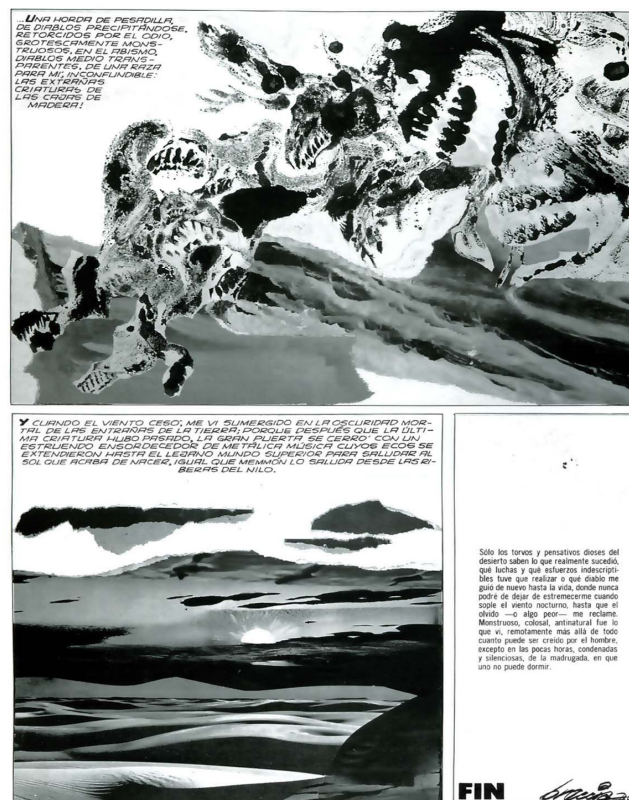 ...UNA HORDA DE PESADILLA,
DE DIABLOS PRECIPITÁNDOSE,
RETORCIDOS POR EL ODIO,
GROTESCAMENTE MONS-
TRUOSOS, EN EL ABISMO,
DIABLOS MEDIO TRANS-
PARENTES, DE UNA RAZA
PARA MÍ, INCONFUNDIBLE:
LAS EXTRAÑAS
CRIATURAS DE
LAS CAJAS DE
MADERA!
Y CUANDO EL VIENTO CESÓ, ME VI SUMERGIDO EN LA OSCURIDAD MOR-
TAL DE LAS ENTRAÑAS DE LA TIERRA; PORQUE DESPUÉS QUE LA ÚLTI-
MA CRIATURA HUBO PASADO, LA GRAN PUERTA SE CERRÓ CON UN
ESTRUENDO ENSORDECEDOR DE METÁLICA MÚSICA CUYOS ECOS SE
EXTENDIERON HASTA EL LEJANO MUNDO SUPERIOR PARA SALUDAR AL
SOL QUE ACABA DE NACER, IGUAL QUE MEMMÓN LO SALUDA DESDE LAS RI-
BERAS DEL NILO.
Sólo los torvos y pensativos dioses del
desierto saben lo que realmente sucedió,
qué luchas y qué esfuerzos indescripti-
bles tuve que realizar o qué diablo me
guió de nuevo hasta la vida, donde nunca
podré de dejar de estremecerme cuando
sople el viento nocturno, hasta que el
olvido —o algo peor— me reclame.
Monstruoso, colosal, antinatural fue lo
que vi, remotamente más allá de todo
cuanto puede ser creído por el hombre,
excepto en las pocas horas, condenadas
y silenciosas, de la madrugada, en que
uno no puede dormir.
FIN